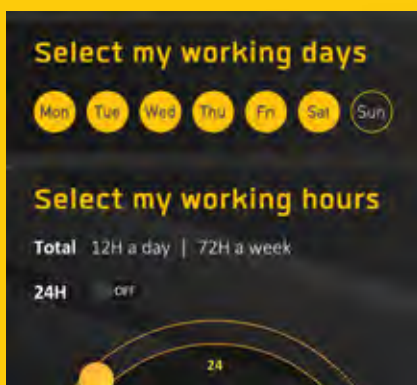 Select my working days
Mon Tue Wed Thu Fri Sat Sun
Select my working hours
Total 12H a day | 72H a week
24H OFF
24